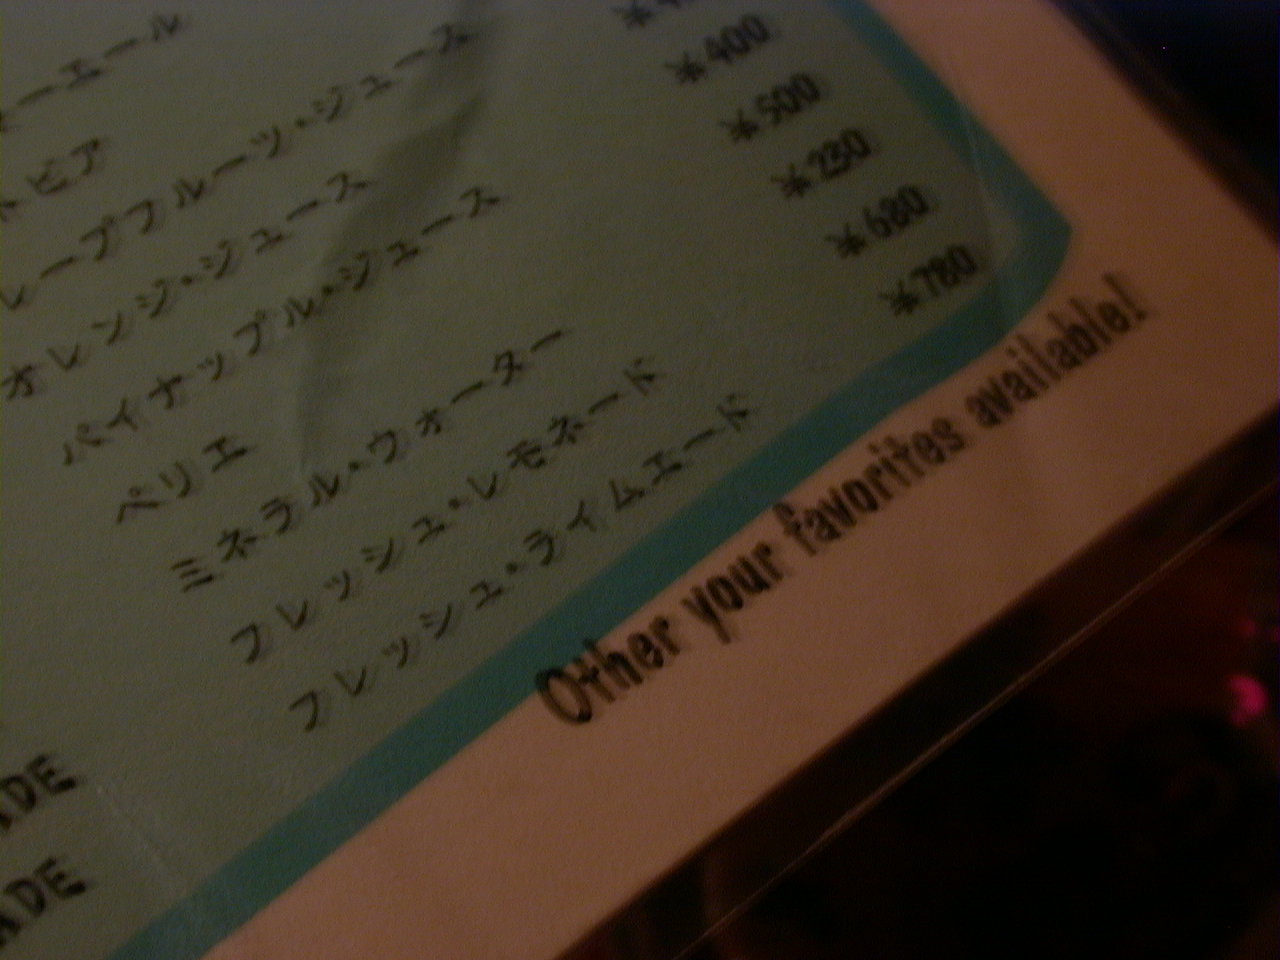 ーエール
ビア
レープフルーツ・ジュース
オレンジ・ジュース
パイナップル・ジュース ¥400
ペリエ ¥500
ミネラル・ウォーター ¥230
フレッシュ・レモネード ¥680
フレッシュ・ライムエード ¥780
ADE
ADE
Other your favorites available!